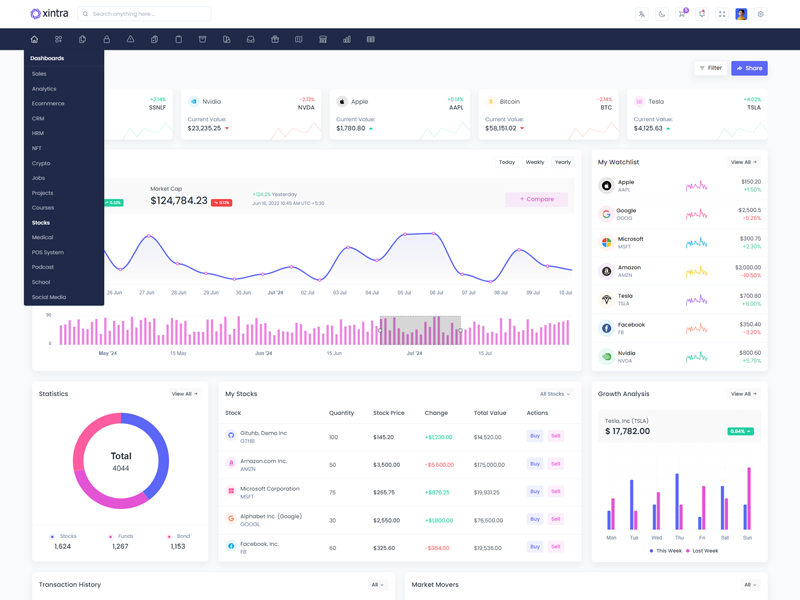 xintra
Search anything here ...
5
Dashboards
Sales
Analytics
Ecommerce
CRM
HRM
NFT
Crypto
Jobs
Projects
Courses
Stocks
Medical
POS System
Podcast
School
Social Media
Filter
Share
+2.14%
SSNLF
Nvidia
-2.12%
NVDA
Current Value:
$23,235.25
Apple
+0.14%
AAPL
Current Value:
$1,780.80
Bitcoin
-2.14%
BTC
Current Value:
$58,151.02
Tesla
+4.02%
TSLA
Current Value:
$4,125.63
Today Weakly Yearly
Market Cap
$124,784.23
+124.25 Yesterday
+ Compare
26 Jun 27 Jun 28 Jun 29 Jun 30 Jun Jul '24 02 Jul 03 Jul 04 Jul 05 Jul 06 Jul 07 Jul 08 Jul 09 Jul 10 Jul
0
May '24 15 May Jun '24 15 Jun Jul '24 15 Jul
My Watchlist
View All
Apple
AAPL
$150.20
+1.50%
Google
GOOG
$2,500.5
-5.25%
Microsoft
MSFT
$300.75
+2.30%
Amazon
AMZN
$3,000.00
-10.50%
Tesla
TSLA
$700.80
+8.00%
Facebook
FB
$350.40
-3.20%
Nvidia
NVDA
$800.60
+5.75%
Statistics
View All
Total
4044
Stocks
1,624
Funds
1,267
Bond
1,153
My Stocks
All Stocks
Stock Quantity Stock Price Change Total Value Actions
Gituhb, Demo Inc
GTHB
100 $145.20 +$1,230.00 $14,520.00 Buy Sell
Amazon.com Inc.
AMZN
50 $3,500.00 -$5,500.00 $175,000.00 Buy Sell
Microsoft Corporation
MSFT
75 $265.75 +$876.25 $19,931.25 Buy Sell
Alphabet Inc. (Google)
GOOGL
30 $2,550.00 +$1,800.00 $76,500.00 Buy Sell
Facebook, Inc.
FB
60 $325.60 -$364.00 $19,536.00 Buy Sell
Growth Analysis
View All
Tesla, Inc (TSLA)
$ 17,782.00
0.64%
Mon Tue Wed Thu Fri Sat Sun
This Week Last Week
Transaction History
All
Market Movers
All